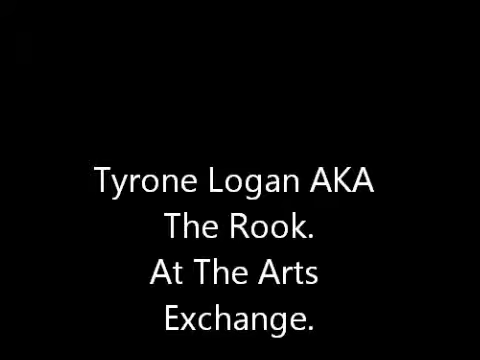 Tyrone Logan AKA
The Rook.
At The Arts
Exchange.